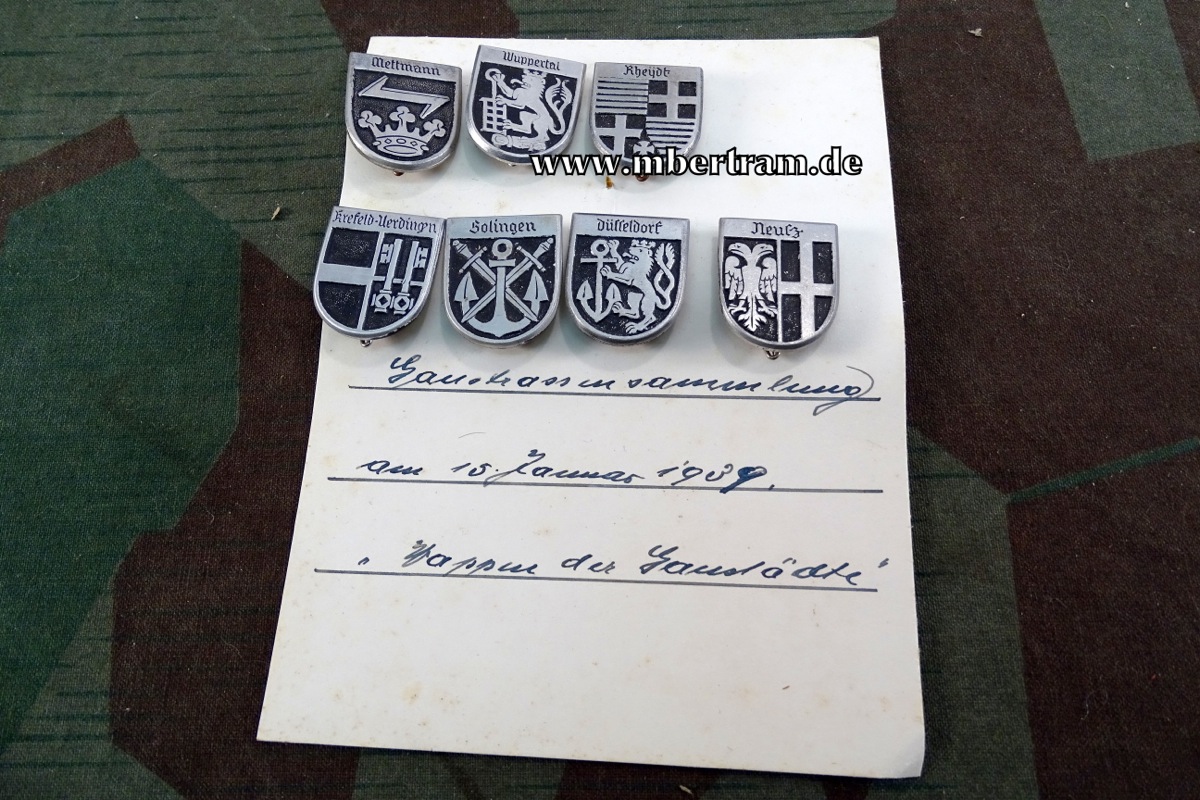 Mettmann
Wuppertal
Rheydt
www.mbertram.de
Krefeld-Uerdingen
Solingen
Düsseldorf
Neuß
Gaustrassensammlung
am 15. Januar 1939.
„Wappen der Gaustädte"